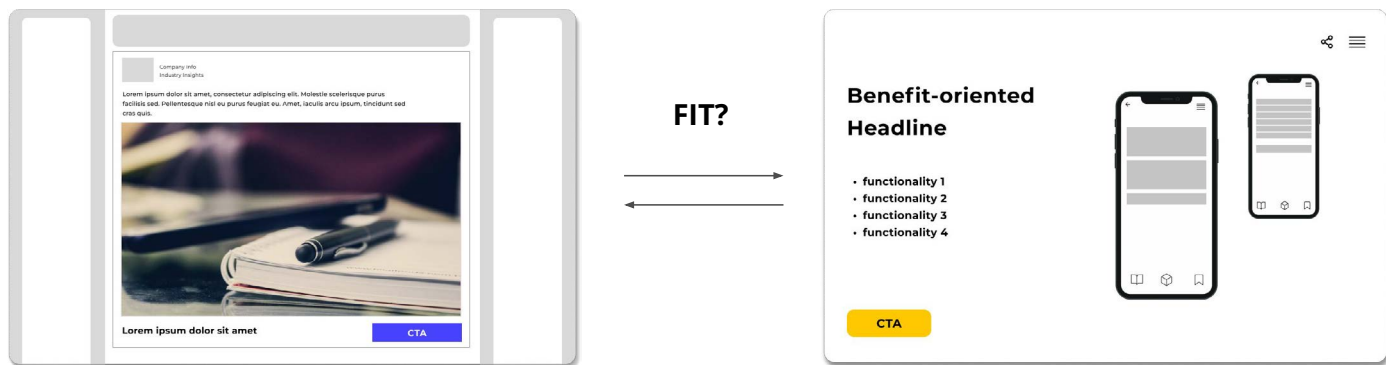 Company Info
Industry Insights
Lorem ipsum dolor sit amet, consectetur adipiscing elit. Molestie scelerisque purus
facilisis sed. Pellentesque nisl eu purus feugiat eu. Amet, iaculis arcu ipsum, tincidunt sed
cras quis.
Lorem ipsum dolor sit amet
CTA
FIT?
Benefit-oriented
Headline
• functionality 1
• functionality 2
• functionality 3
• functionality 4
CTA